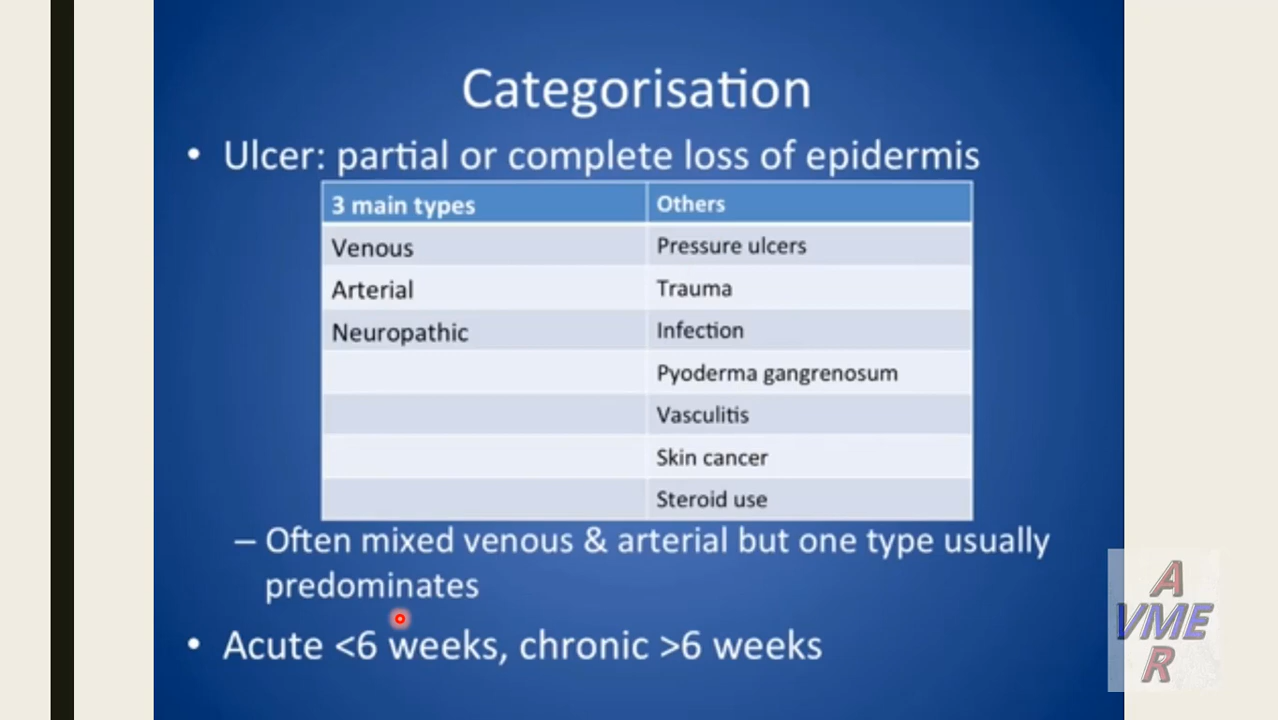 Categorisation
• Ulcer: partial or complete loss of epidermis
3 main types Others
Venous Pressure ulcers
Arterial Trauma
Neuropathic Infection
Pyoderma gangrenosum
Vasculitis
Skin cancer
Steroid use
– Often mixed venous & arterial but one type usually
predominates
• Acute <6 weeks, chronic >6 weeks
A
VME
R